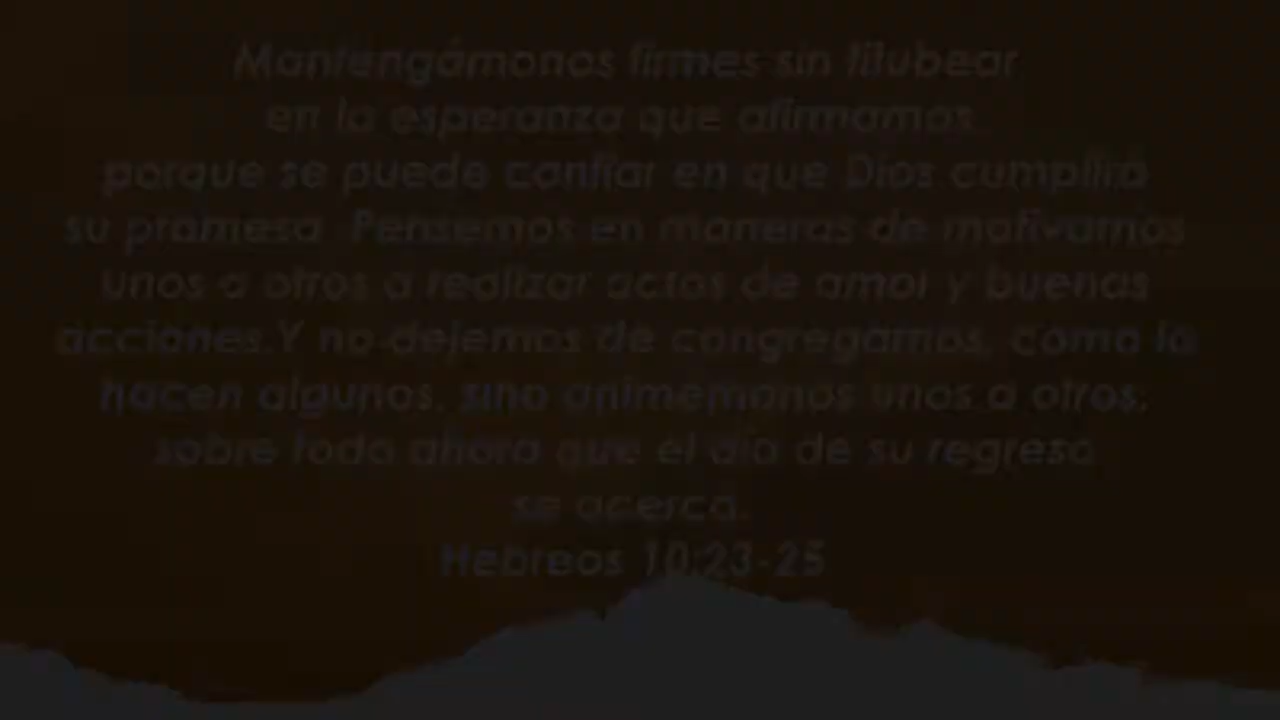 Mantengámonos firmes sin titubear
en la esperanza que afirmamos,
porque se puede confiar en que Dios cumplirá
su promesa. Pensemos en maneras de motivarnos
unos a otros a realizar actos de amor y buenas
acciones.Y no dejemos de congregarnos, como lo
hacen algunos, sino animémonos unos a otros,
sobre todo ahora que el día de su regreso
se acerca.
Hebreos 10:23-25